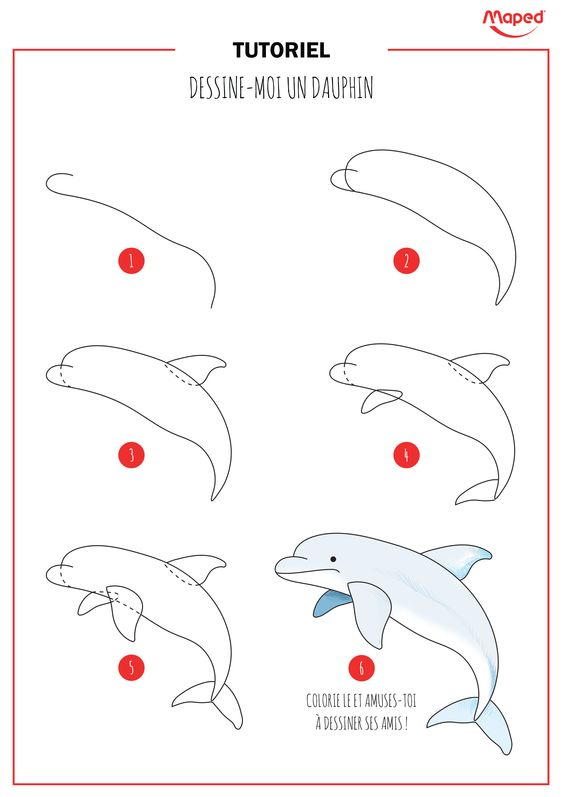 Maped
TUTORIEL
DESSINE-MOI UN DAUPHIN
1
2
3
4
5
6
COLORIE LE ET AMUSES-TOI
À DESSINER SES AMIS !